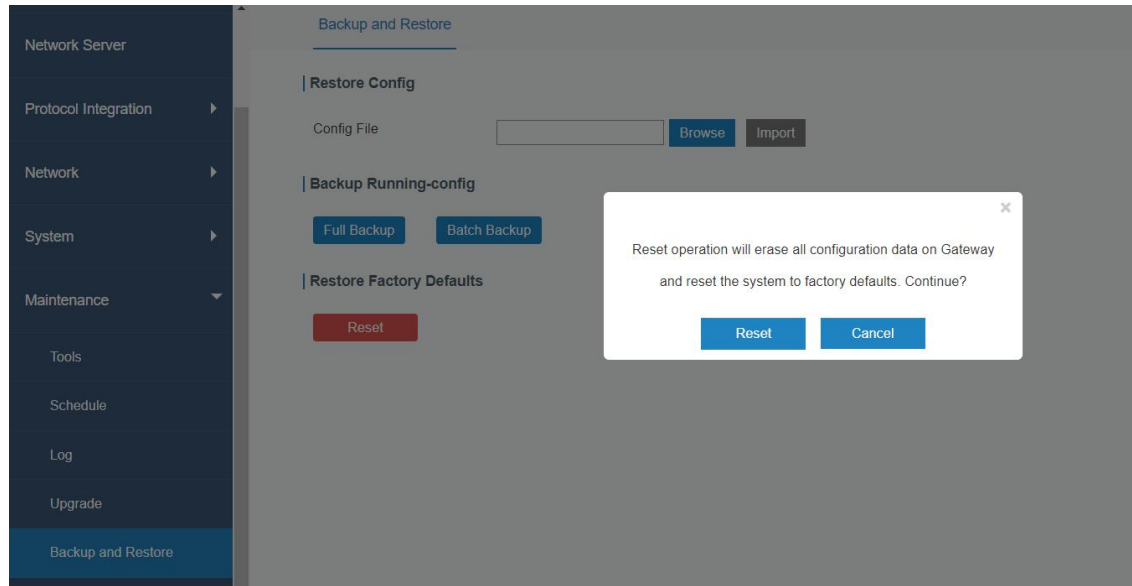 Network Server
Protocol Integration
Network
System
Maintenance
Tools
Schedule
Log
Upgrade
Backup and Restore
Backup and Restore
Restore Config
Config File
Browse
Import
Backup Running-config
Full Backup
Batch Backup
Restore Factory Defaults
Reset
Reset operation will erase all configuration data on Gateway
and reset the system to factory defaults. Continue?
Reset
Cancel